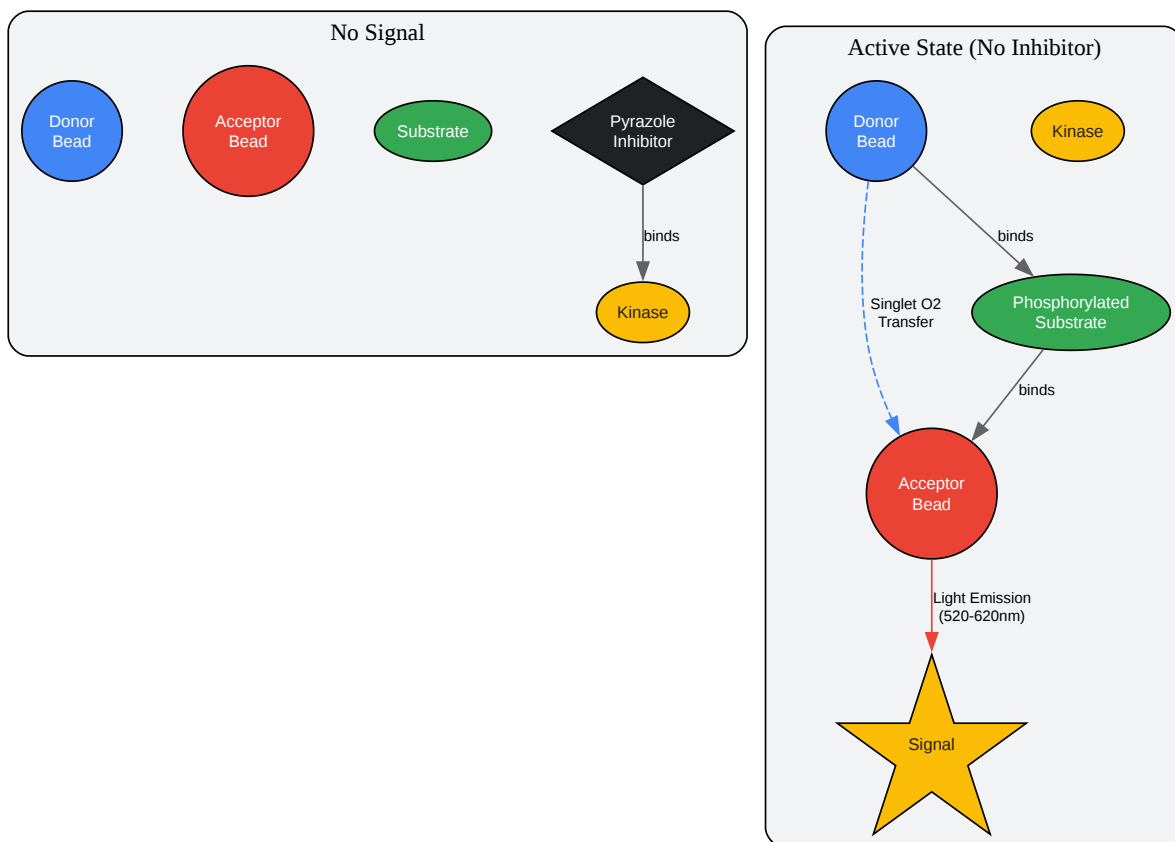 No Signal
Donor
Bead
Acceptor
Bead
Substrate
Pyrazole
Inhibitor
binds
Kinase
Active State (No Inhibitor)
Donor
Bead
Kinase
binds
Singlet O2
Transfer
Phosphorylated
Substrate
binds
Acceptor
Bead
Light Emission
(520-620nm)
Signal